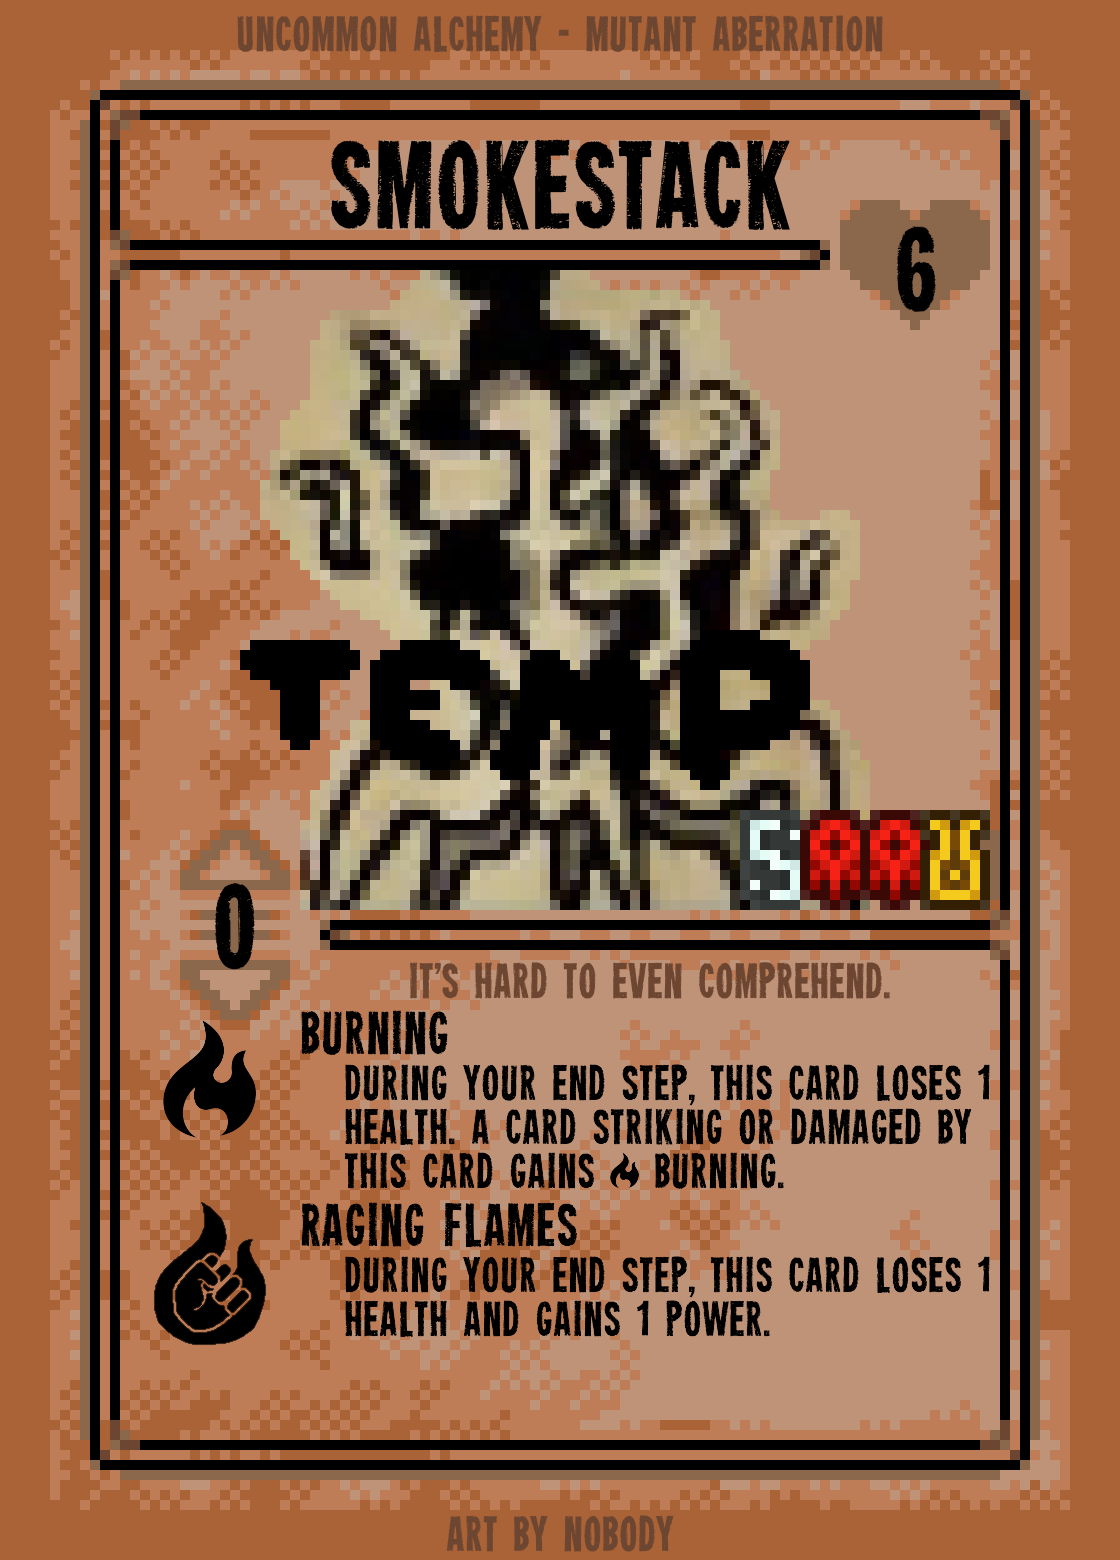 UNCOMMON ALCHEMY - MUTANT ABERRATION
SMOKESTACK
6
TEMP
0
IT'S HARD TO EVEN COMPREHEND.
BURNING
DURING YOUR END STEP, THIS CARD LOSES 1
HEALTH. A CARD STRIKING OR DAMAGED BY
THIS CARD GAINS BURNING.
RAGING FLAMES
DURING YOUR END STEP, THIS CARD LOSES 1
HEALTH AND GAINS 1 POWER.
ART BY NOBODY